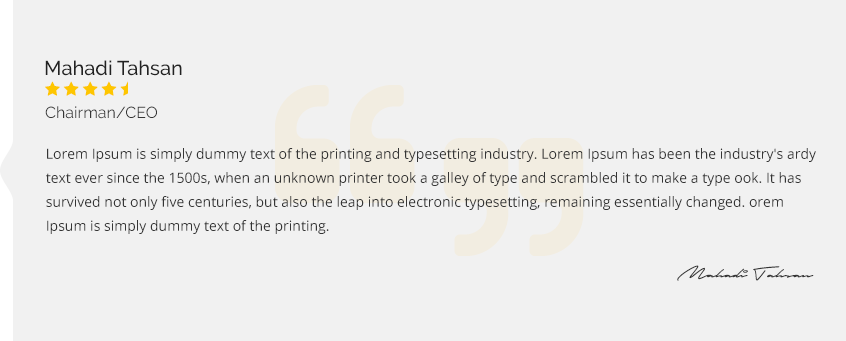 Mahadi Tahsan
Chairman/CEO
Lorem Ipsum is simply dummy text of the printing and typesetting industry. Lorem Ipsum has been the industry's ardy
text ever since the 1500s, when an unknown printer took a galley of type and scrambled it to make a type ook. It has
survived not only five centuries, but also the leap into electronic typesetting, remaining essentially changed. orem
Ipsum is simply dummy text of the printing.
Mahadi Tahsan